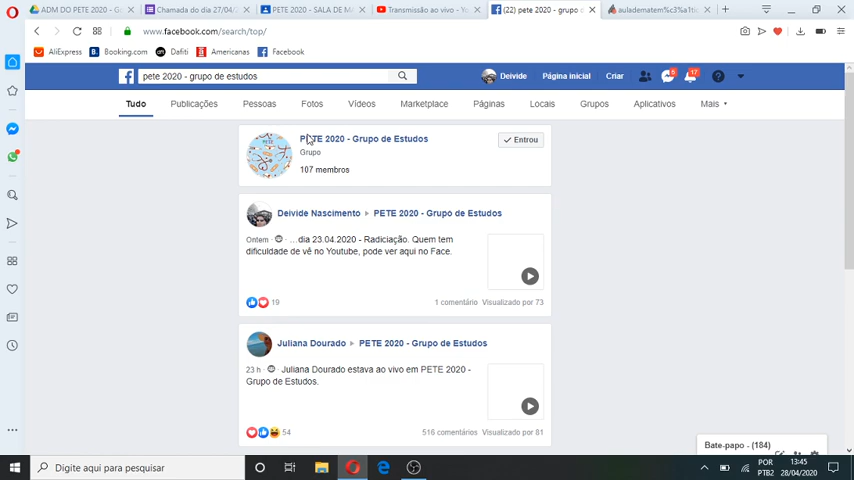 ADM DO PETE 2020 - G
Chamada do dia 27/04/
PETE 2020 - SALA DE M
Transmissão ao vivo - Yo
(22) pete 2020 - grupo d
auladematem%c3%a1ti
www.facebook.com/search/top/
AliExpress
Booking.com
Dafiti
Americanas
Facebook
pete 2020 - grupo de estudos
Deivide
Página inicial
Criar
6
17
Tudo
Publicações
Pessoas
Fotos
Vídeos
Marketplace
Páginas
Locais
Grupos
Aplicativos
Mais
PETE 2020 - Grupo de Estudos
Grupo
107 membros
Entrou
Deivide Nascimento PETE 2020 - Grupo de Estudos
Ontem · ...dia 23.04.2020 - Radiciação. Quem tem
dificuldade de vê no Youtube, pode ver aqui no Face.
19
1 comentário Visualizado por 73
Juliana Dourado PETE 2020 - Grupo de Estudos
23 h · Juliana Dourado estava ao vivo em PETE 2020 -
Grupo de Estudos.
54
516 comentários Visualizado por 81
Bate-papo - (184)
Digite aqui para pesquisar
POR
PTB2
13:45
28/04/2020